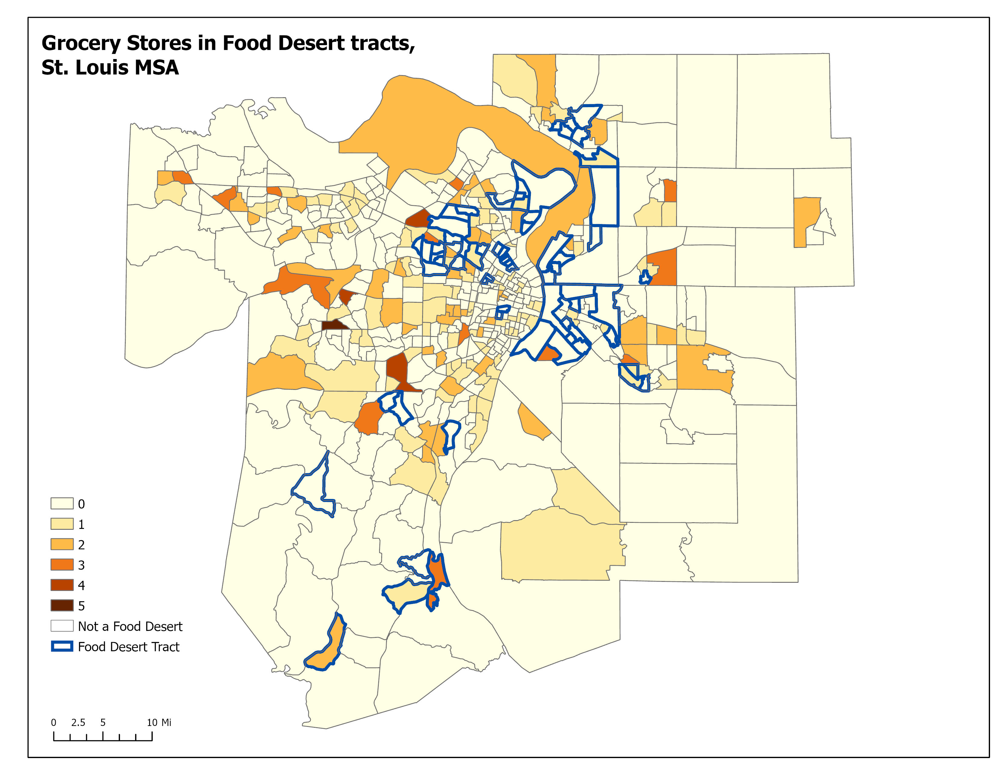 Grocery Stores in Food Desert tracts,
St. Louis MSA
0
1
2
3
4
5
Not a Food Desert
Food Desert Tract
0 2.5 5 10 Mi